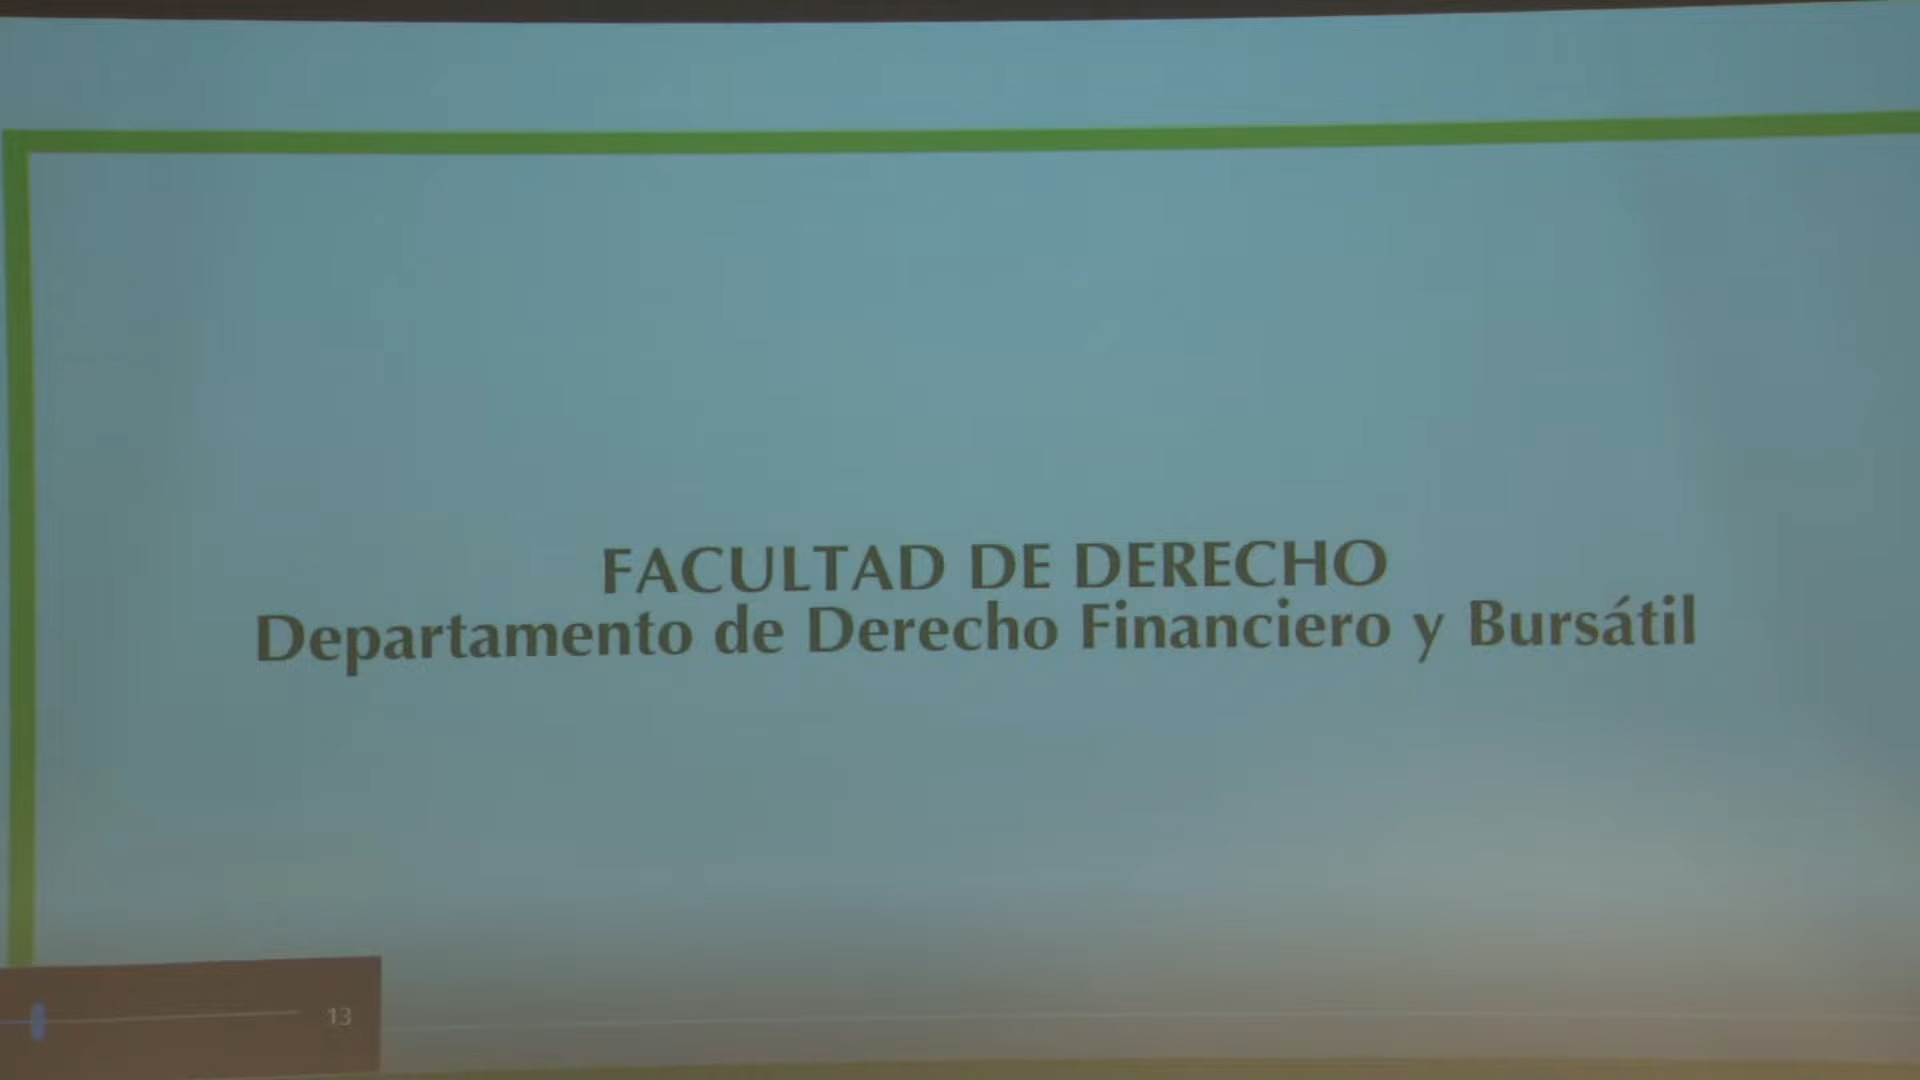 FACULTAD DE DERECHO
Departamento de Derecho Financiero y Bursátil
13